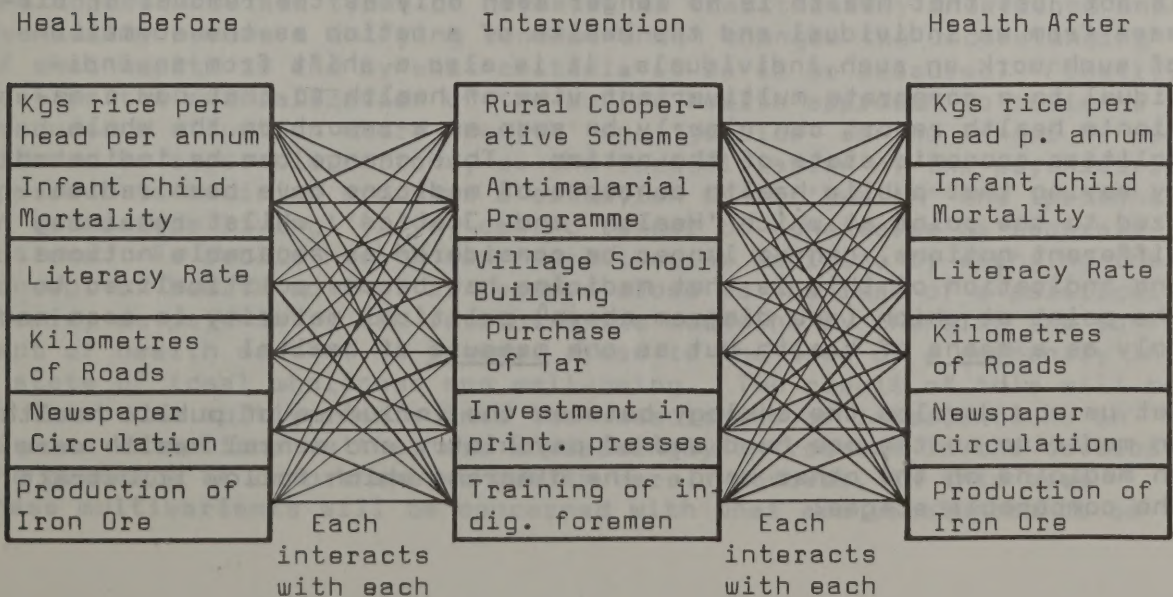 Health Before
Intervention
Health After
Kgs rice per
head per annum
Infant Child
Mortality
Literacy Rate
Kilometres
of Roads
Newspaper
Circulation
Production of
Iron Ore
Each
interacts
with each
Rural Cooper-
ative Scheme
Antimalarial
Programme
Village School
Building
Purchase
of Tar
Investment in
print. presses
Training of in-
dig. Foremen
Each
interacts
with each
Kgs rice per
head p. annum
Infant Child
Mortality
Literacy Rate
Kilometres
of Roads
Newspaper
Circulation
Production of
Iron Ore